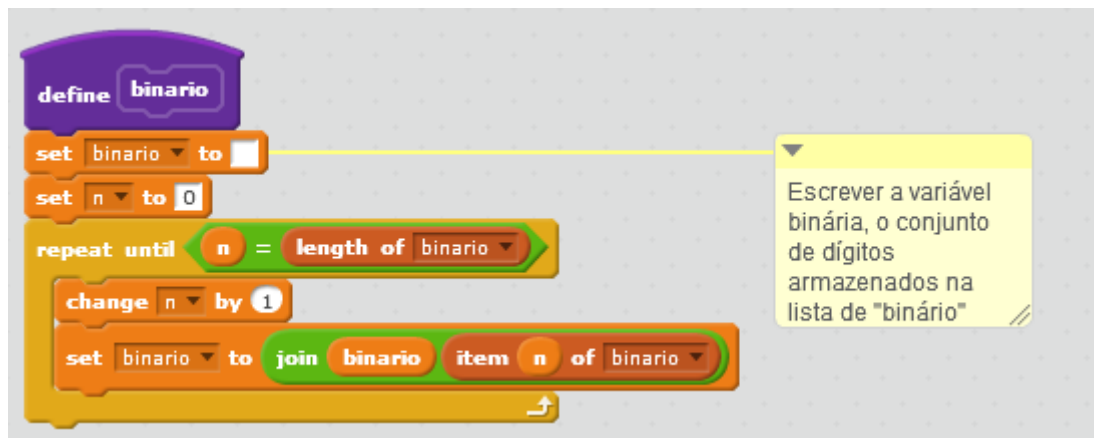 define binario
set binario to
set n to 0
repeat until n = length of binario
change n by 1
set binario to join binario item n of binario
Escrever a variável
binária, o conjunto
de dígitos
armazenados na
lista de "binário"